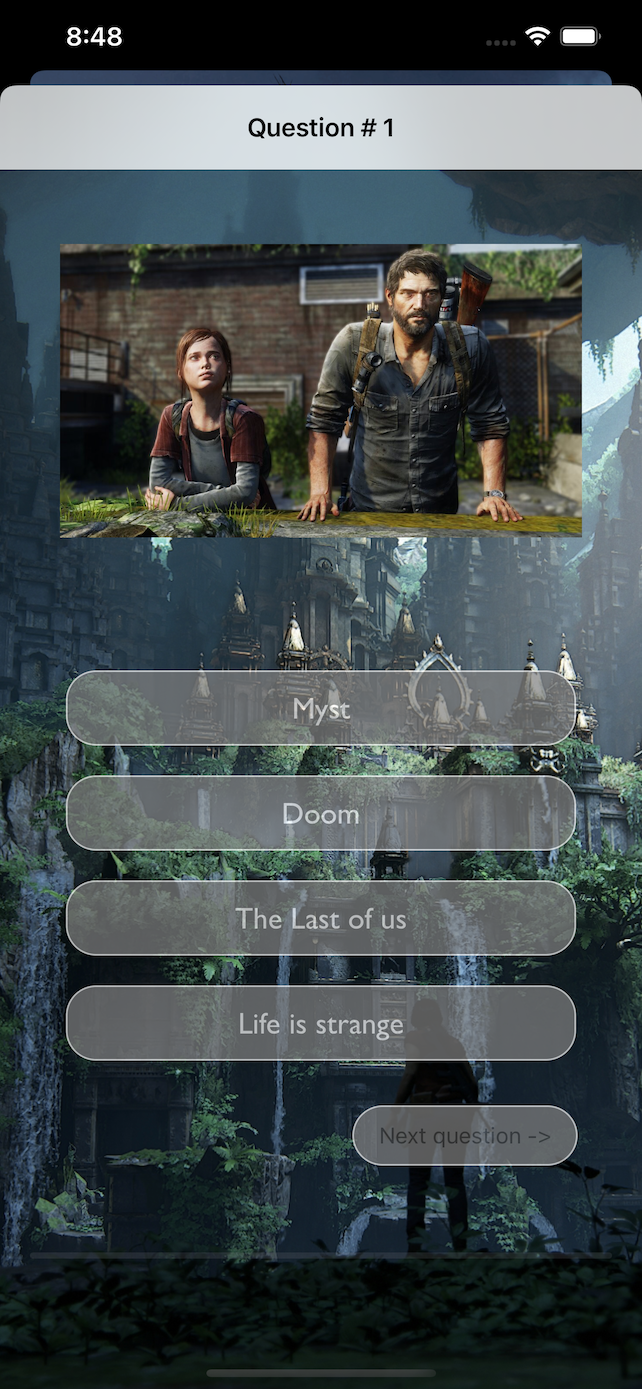 8:48
Question # 1
Myst
Doom
The Last of us
Life is strange
Next question ->